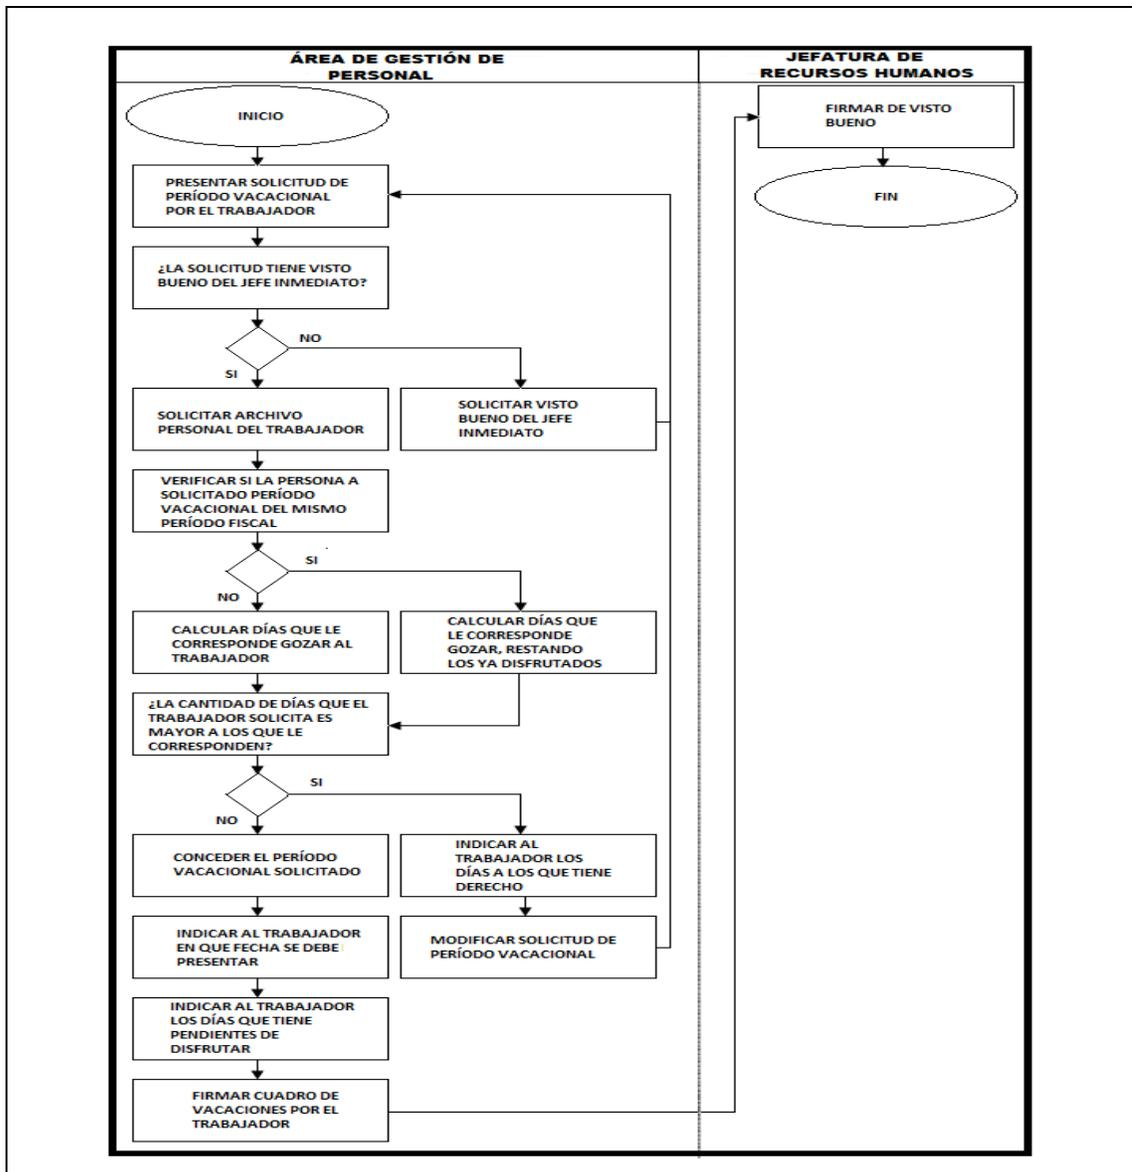 ÁREA DE GESTIÓN DE
PERSONAL
JEFATURA DE
RECURSOS HUMANOS
INICIO
PRESENTAR SOLICITUD DE
PERÍODO VACACIONAL
POR EL TRABAJADOR
¿LA SOLICITUD TIENE VISTO
BUENO DEL JEFE INMEDIATO?
NO
SI
SOLICITAR ARCHIVO
PERSONAL DEL TRABAJADOR
SOLICITAR VISTO
BUENO DEL JEFE
INMEDIATO
VERIFICAR SI LA PERSONA A
SOLICITADO PERÍODO
VACACIONAL DEL MISMO
PERÍODO FISCAL
SI
NO
CALCULAR DÍAS QUE LE
CORRESPONDE GOZAR AL
TRABAJADOR
CALCULAR DÍAS QUE
LE CORRESPONDE
GOZAR, RESTANDO
LOS YA DISFRUTADOS
¿LA CANTIDAD DE DÍAS QUE EL
TRABAJADOR SOLICITA ES
MAYOR A LOS QUE LE
CORRESPONDEN?
SI
NO
CONCEDER EL PERÍODO
VACACIONAL SOLICITADO
INDICAR AL
TRABAJADOR LOS
DÍAS A LOS QUE TIENE
DERECHO
INDICAR AL TRABAJADOR
EN QUE FECHA SE DEBE
PRESENTAR
MODIFICAR SOLICITUD DE
PERÍODO VACACIONAL
INDICAR AL TRABAJADOR
LOS DÍAS QUE TIENE
PENDIENTES DE
DISFRUTAR
FIRMAR CUADRO DE
VACACIONES POR EL
TRABAJADOR
FIRMAR DE VISTO
BUENO
FIN